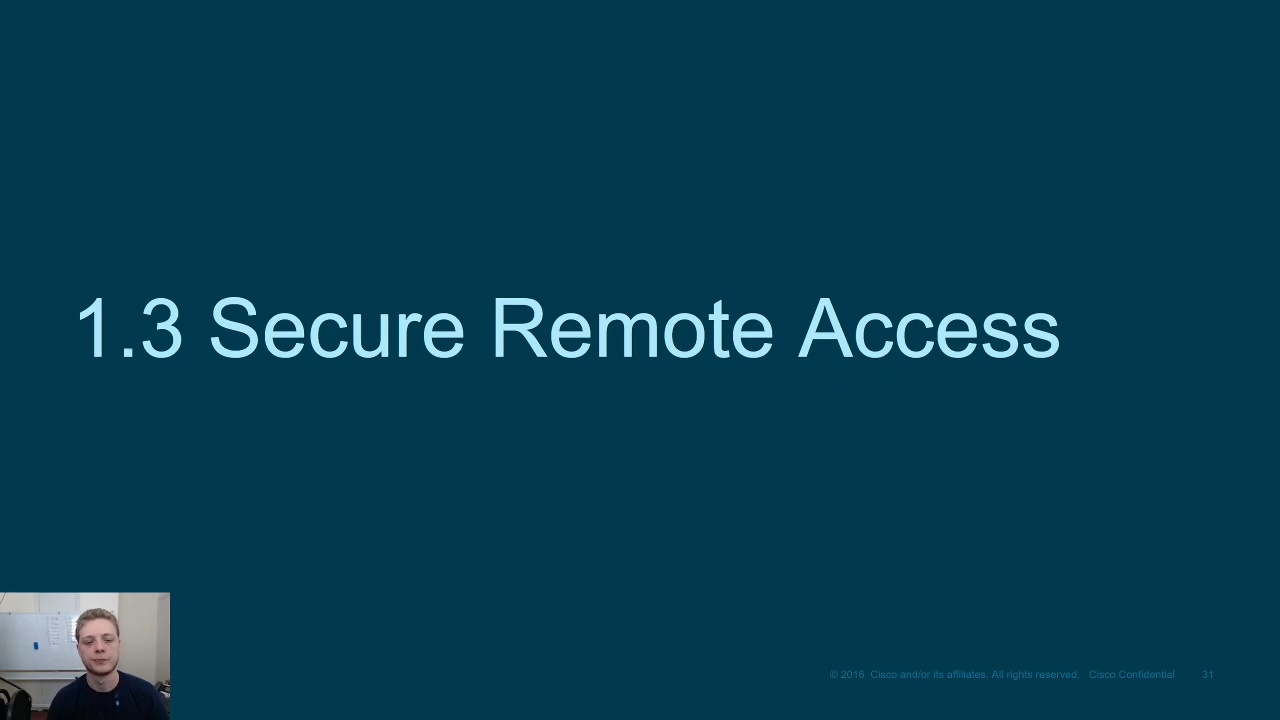 1.3 Secure Remote Access
© 2016 Cisco and/or its affiliates. All rights reserved. Cisco Confidential 31